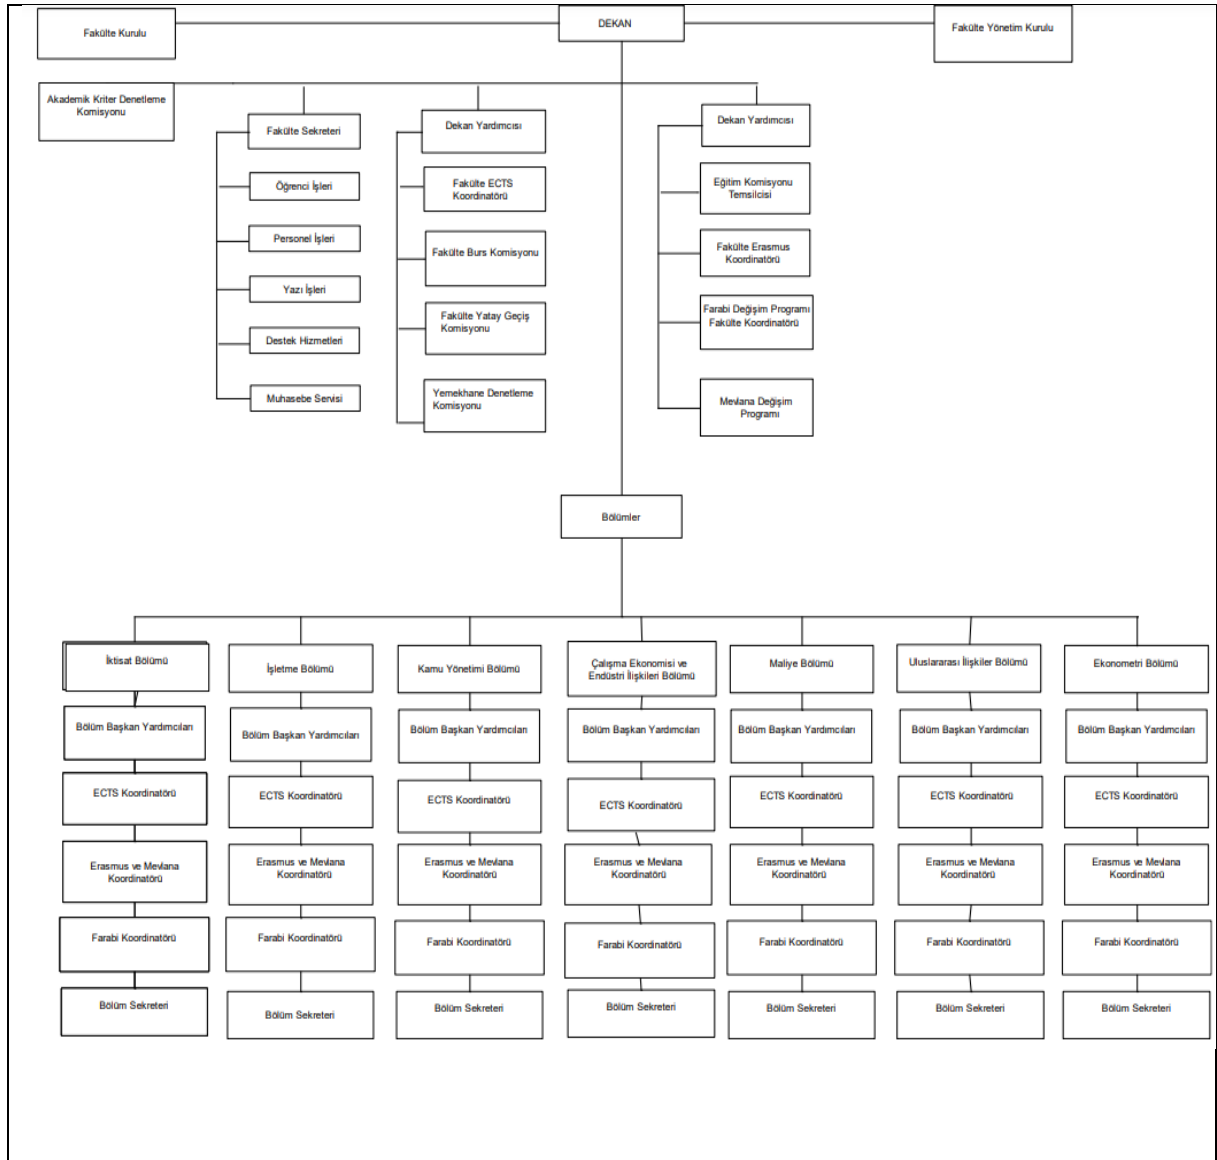 Fakülte Kurulu
DEKAN
Fakülte Yönetim Kurulu
Akademik Kriter Denetleme
Komisyonu
Fakülte Sekreteri
Öğrenci İşleri
Personel İşleri
Yazı İşleri
Destek Hizmetleri
Muhasebe Servisi
Dekan Yardımcısı
Fakülte ECTS
Koordinatörü
Fakülte Burs Komisyonu
Fakülte Yatay Geçiş
Komisyonu
Yemekhane Denetleme
Komisyonu
Dekan Yardımcısı
Eğitim Komisyonu
Temsilcisi
Fakülte Erasmus
Koordinatörü
Farabi Değişim Programı
Fakülte Koordinatörü
Mevlana Değişim
Programı
Bölümler
İktisat Bölümü
Bölüm Başkan Yardımcıları
ECTS Koordinatörü
Erasmus ve Mevlana
Koordinatörü
Farabi Koordinatörü
Bölüm Sekreteri
İşletme Bölümü
Bölüm Başkan Yardımcıları
ECTS Koordinatörü
Erasmus ve Mevlana
Koordinatörü
Farabi Koordinatörü
Bölüm Sekreteri
Kamu Yönetimi Bölümü
Bölüm Başkan Yardımcıları
ECTS Koordinatörü
Erasmus ve Mevlana
Koordinatörü
Farabi Koordinatörü
Bölüm Sekreteri
Çalışma Ekonomisi ve
Endüstri İlişkileri Bölümü
Bölüm Başkan Yardımcıları
ECTS Koordinatörü
Erasmus ve Mevlana
Koordinatörü
Farabi Koordinatörü
Bölüm Sekreteri
Maliye Bölümü
Bölüm Başkan Yardımcıları
ECTS Koordinatörü
Erasmus ve Mevlana
Koordinatörü
Farabi Koordinatörü
Bölüm Sekreteri
Uluslararası İlişkiler Bölümü
Bölüm Başkan Yardımcıları
ECTS Koordinatörü
Erasmus ve Mevlana
Koordinatörü
Farabi Koordinatörü
Bölüm Sekreteri
Ekonometri Bölümü
Bölüm Başkan Yardımcıları
ECTS Koordinatörü
Erasmus ve Mevlana
Koordinatörü
Farabi Koordinatörü
Bölüm Sekreteri